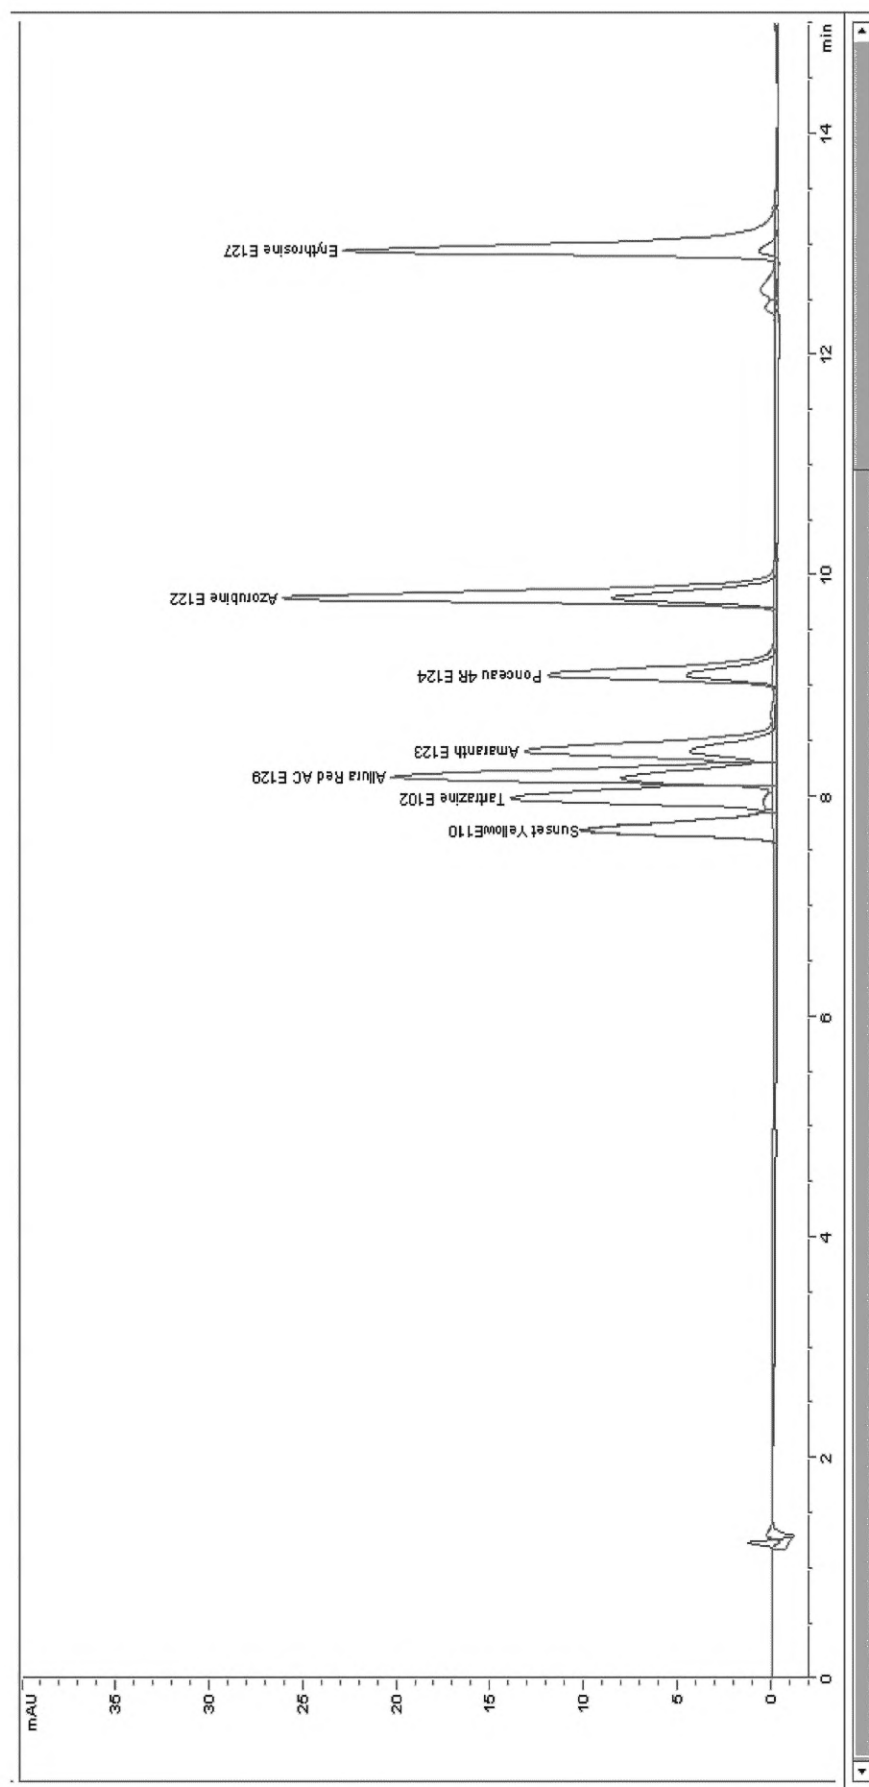 mAU
35
30
25
20
15
10
5
0
Sunset YellowE110
Tartrazine E102
Allura Red AC E129
Amaranth E123
Ponceau 4R E124
Azorubine E122
Erythrosine E127
0
2
4
6
8
10
12
14
min